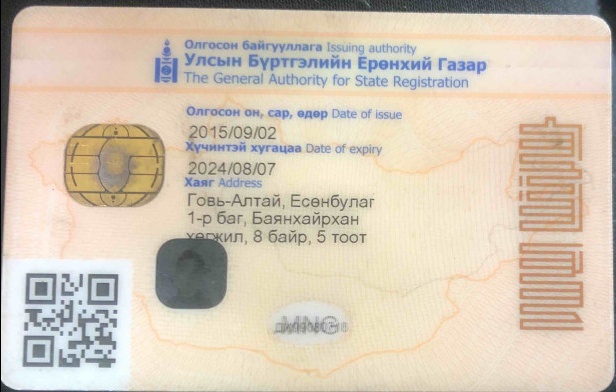 Олгосон байгууллага Issuing authority
Улсын Бүртгэлийн Ерөнхий Газар
The General Authority for State Registration
Олгосон он, сар, өдөр Date of issue
2015/09/02
Хүчинтэй хугацаа Date of expiry
2024/08/07
Хаяг Address
Говь-Алтай, Есөнбулаг
1-р баг, Баянхайрхан
хөгжил, 8 байр, 5 тоот
MNG